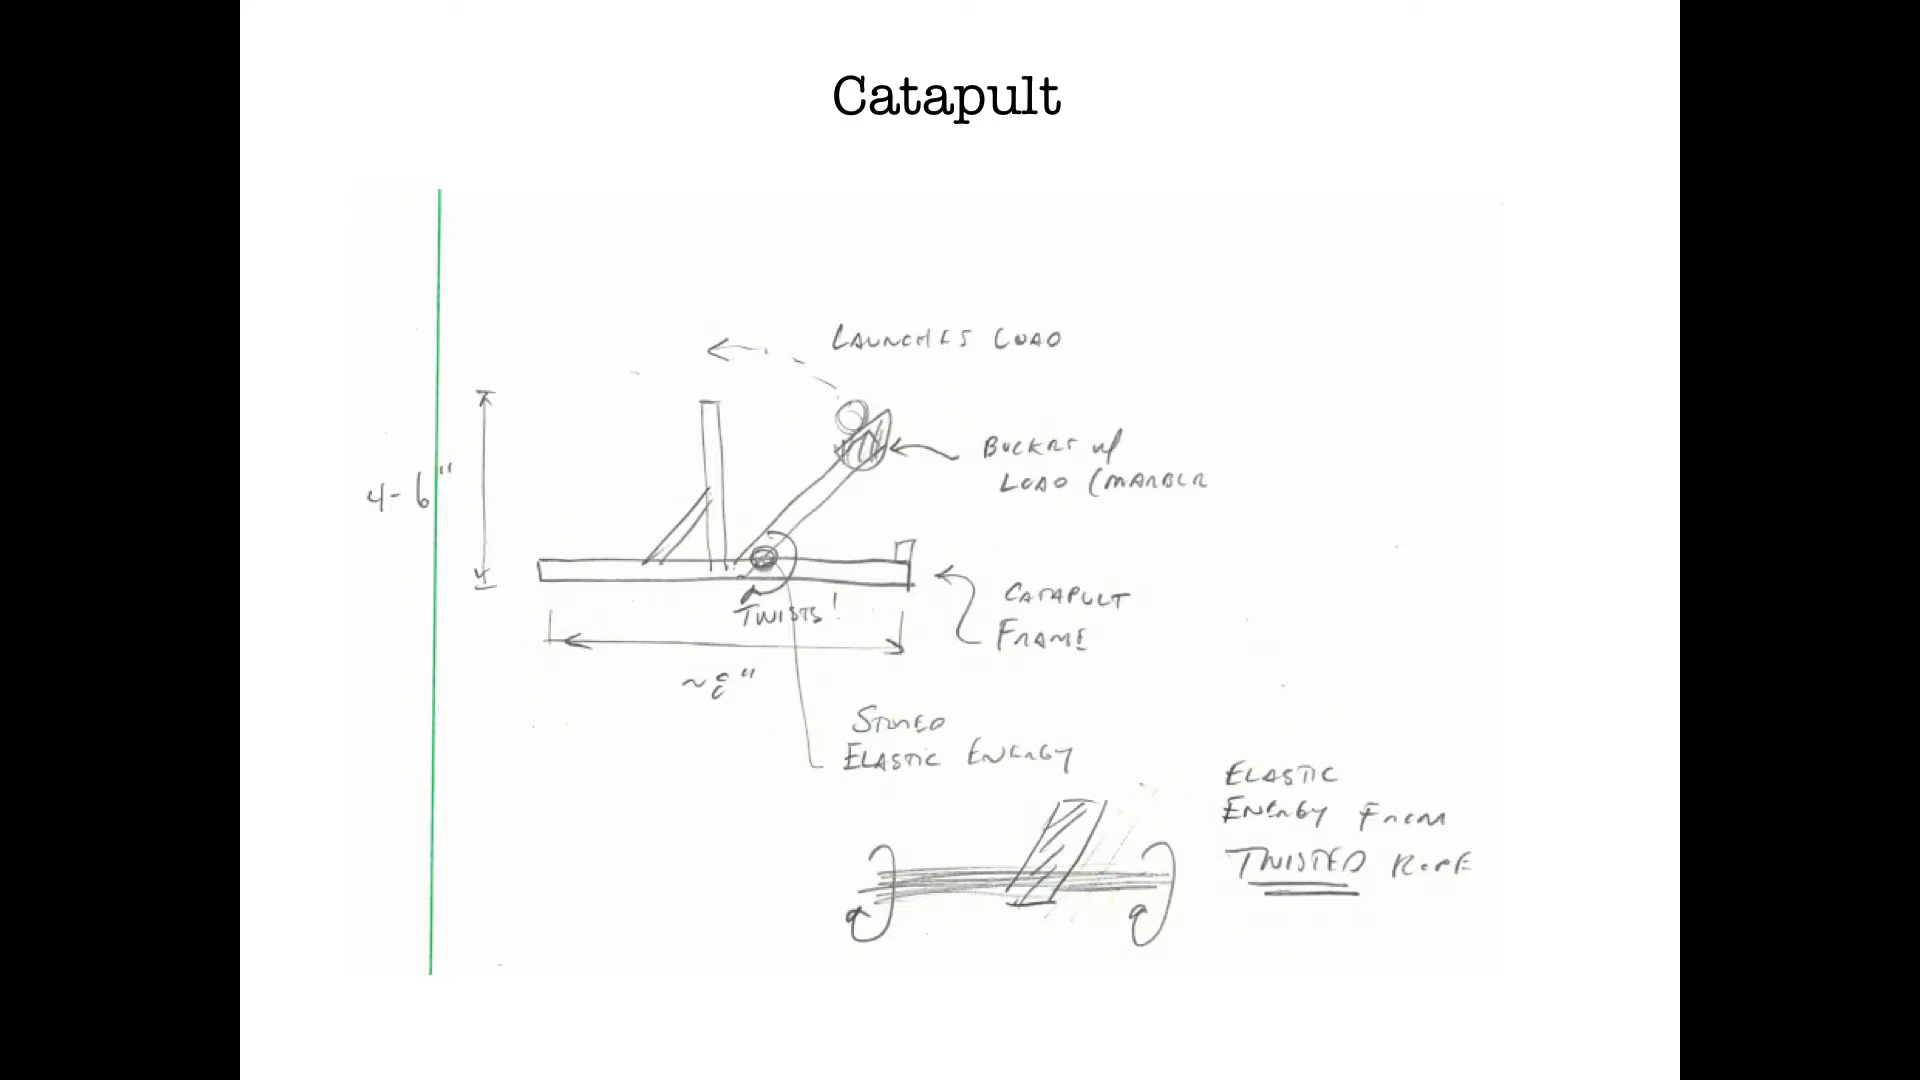 Catapult
LAUNCHES LOAD
BUCKET w/
LOAD (MARBLE
4-6"
CATAPULT
FRAME
TWISTS!
~8"
STORED
ELASTIC ENERGY
ELASTIC
ENERGY FROM
TWISTED ROPE